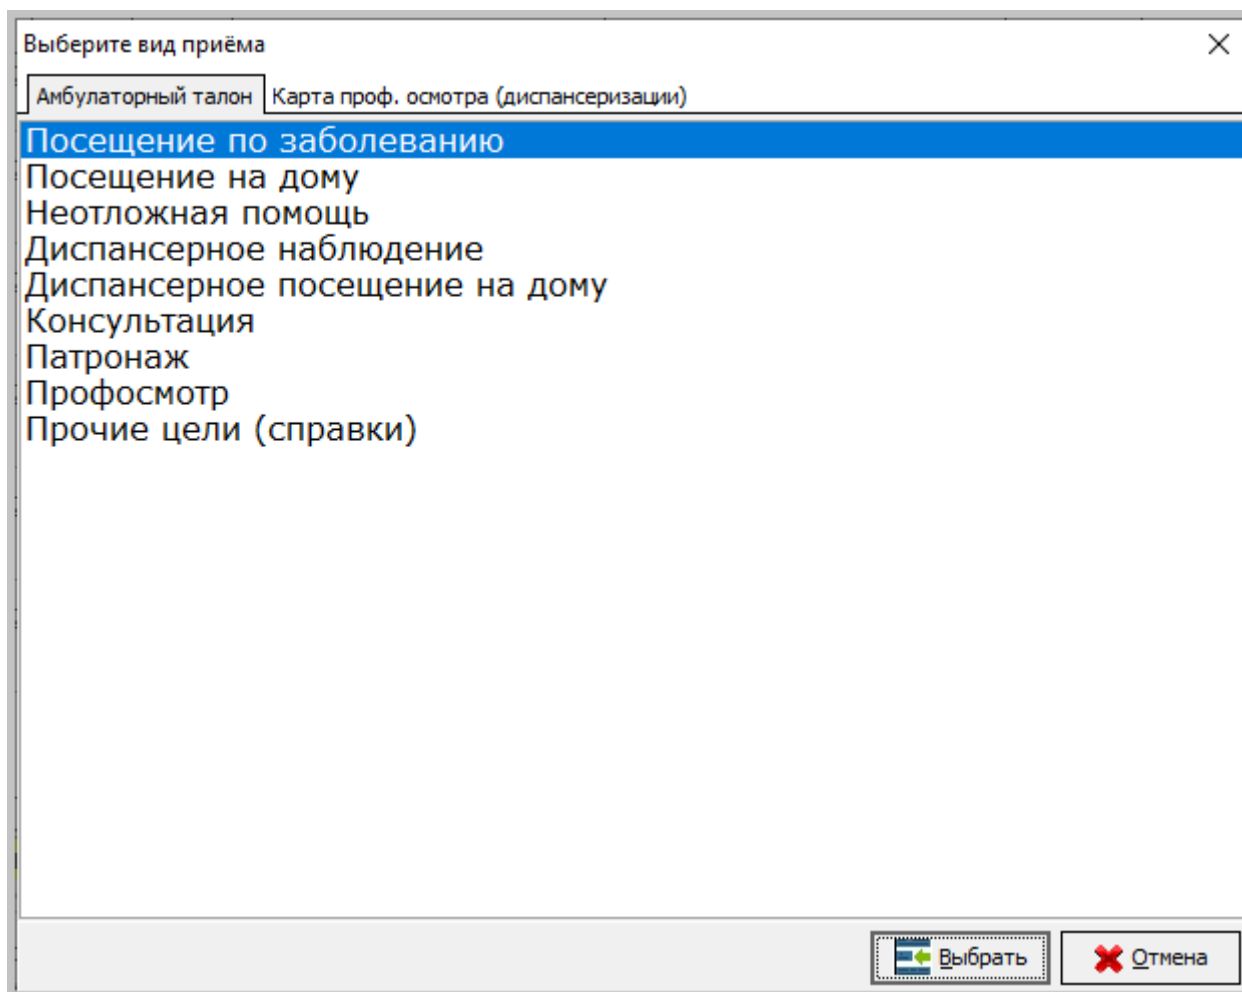 Выберите вид приёма
Амбулаторный талон Карта проф. осмотра (диспансеризации)
Посещение по заболеванию
Посещение на дому
Неотложная помощь
Диспансерное наблюдение
Диспансерное посещение на дому
Консультация
Патронаж
Профосмотр
Прочие цели (справки)
Выбрать Отмена